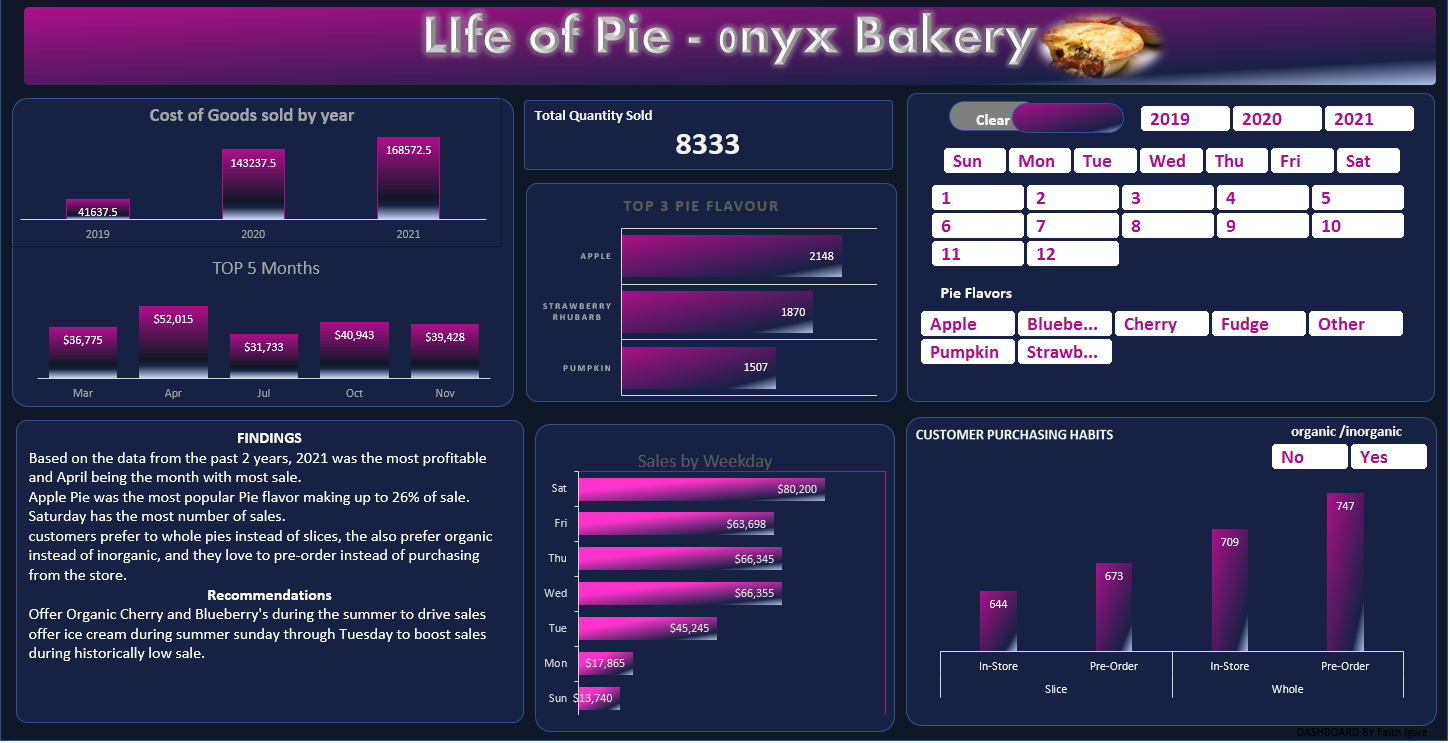 LIfe of Pie - onyx Bakery
Cost of Goods sold by year
41637.5
143237.5
168572.5
2019
2020
2021
TOP 5 Months
$36,775
$52,015
$31,733
$40,943
$39,428
Mar
Apr
Jul
Oct
Nov
Total Quantity Sold
8333
TOP 3 PIE FLAVOUR
APPLE
2148
STRAWBERRY
RHUBARB
1870
PUMPKIN
1507
Clear
2019
2020
2021
Sun
Mon
Tue
Wed
Thu
Fri
Sat
1
2
3
4
5
6
7
8
9
10
11
12
Pie Flavors
Apple
Bluebe...
Cherry
Fudge
Other
Pumpkin
Strawb...
FINDINGS
Based on the data from the past 2 years, 2021 was the most profitable
and April being the month with most sale.
Apple Pie was the most popular Pie flavor making up to 26% of sale.
Saturday has the most number of sales.
customers prefer to whole pies instead of slices, the also prefer organic
instead of inorganic, and they love to pre-order instead of purchasing
from the store.
Recommendations
Offer Organic Cherry and Blueberry's during the summer to drive sales
offer ice cream during summer sunday through Tuesday to boost sales
during historically low sale.
Sales by Weekday
Sat
$80,200
Fri
$63,698
Thu
$66,345
Wed
$66,355
Tue
$45,245
Mon
$17,865
Sun
$13,740
CUSTOMER PURCHASING HABITS
organic /inorganic
No
Yes
644
673
709
747
In-Store
Pre-Order
In-Store
Pre-Order
Slice
Whole
DASHBOARD BY Faith Igwe